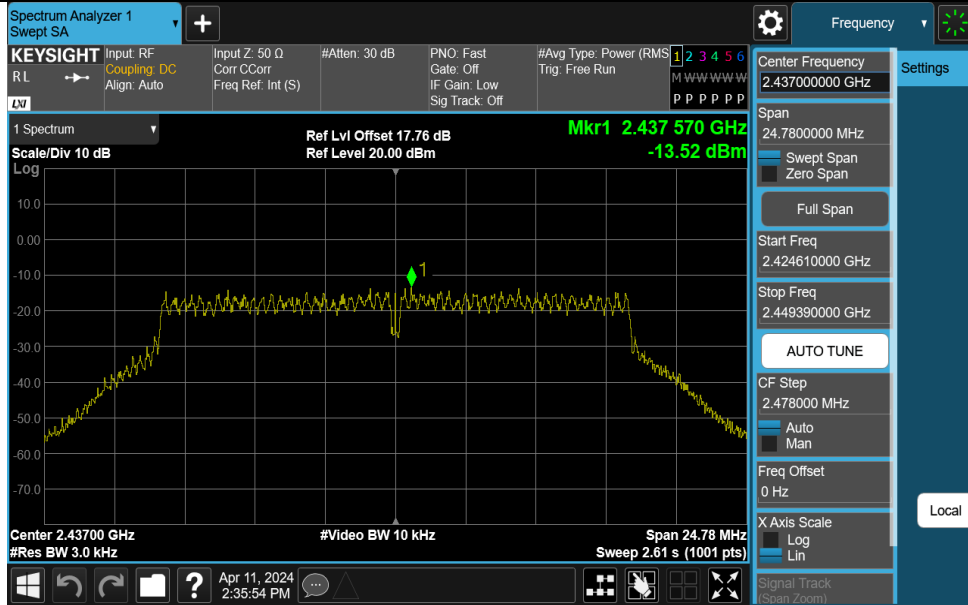 Spectrum Analyzer 1
Swept SA
+
Frequency
KEYSIGHT
R L
LXI
Input: RF
Coupling: DC
Align: Auto
Input Z: 50 Ω
Corr CCorr
Freq Ref: Int (S)
#Atten: 30 dB
PNO: Fast
Gate: Off
IF Gain: Low
Sig Track: Off
#Avg Type: Power (RMS
Trig: Free Run
1 2 3 4 5 6
M W W W W W
P P P P P P
1 Spectrum
Scale/Div 10 dB
Log
Ref Lvl Offset 17.76 dB
Ref Level 20.00 dBm
Mkr1 2.437 570 GHz
-13.52 dBm
10.0
0.00
-10.0
-20.0
-30.0
-40.0
-50.0
-60.0
-70.0
1
Center 2.43700 GHz
#Res BW 3.0 kHz
#Video BW 10 kHz
Span 24.78 MHz
Sweep 2.61 s (1001 pts)
Center Frequency
2.437000000 GHz
Span
24.7800000 MHz
Swept Span
Zero Span
Full Span
Start Freq
2.424610000 GHz
Stop Freq
2.449390000 GHz
AUTO TUNE
CF Step
2.478000 MHz
Auto
Man
Freq Offset
0 Hz
X Axis Scale
Log
Lin
Signal Track
(Span Zoom)
Settings
Local
?
Apr 11, 2024
2:35:54 PM